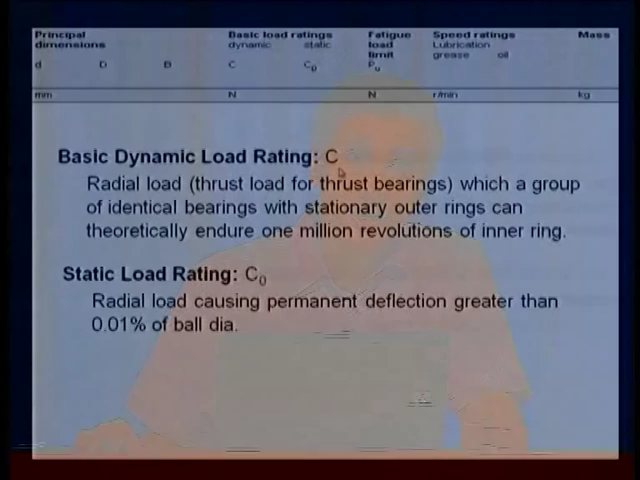 Principal dimensions Basic load ratings Fatigue load limit Speed ratings Mass
dynamic static Lubrication
grease oil
d D B C C₀ Pᵤ
mm N N r/min kg
Basic Dynamic Load Rating: C
Radial load (thrust load for thrust bearings) which a group
of identical bearings with stationary outer rings can
theoretically endure one million revolutions of inner ring.
Static Load Rating: C₀
Radial load causing permanent deflection greater than
0.01% of ball dia.